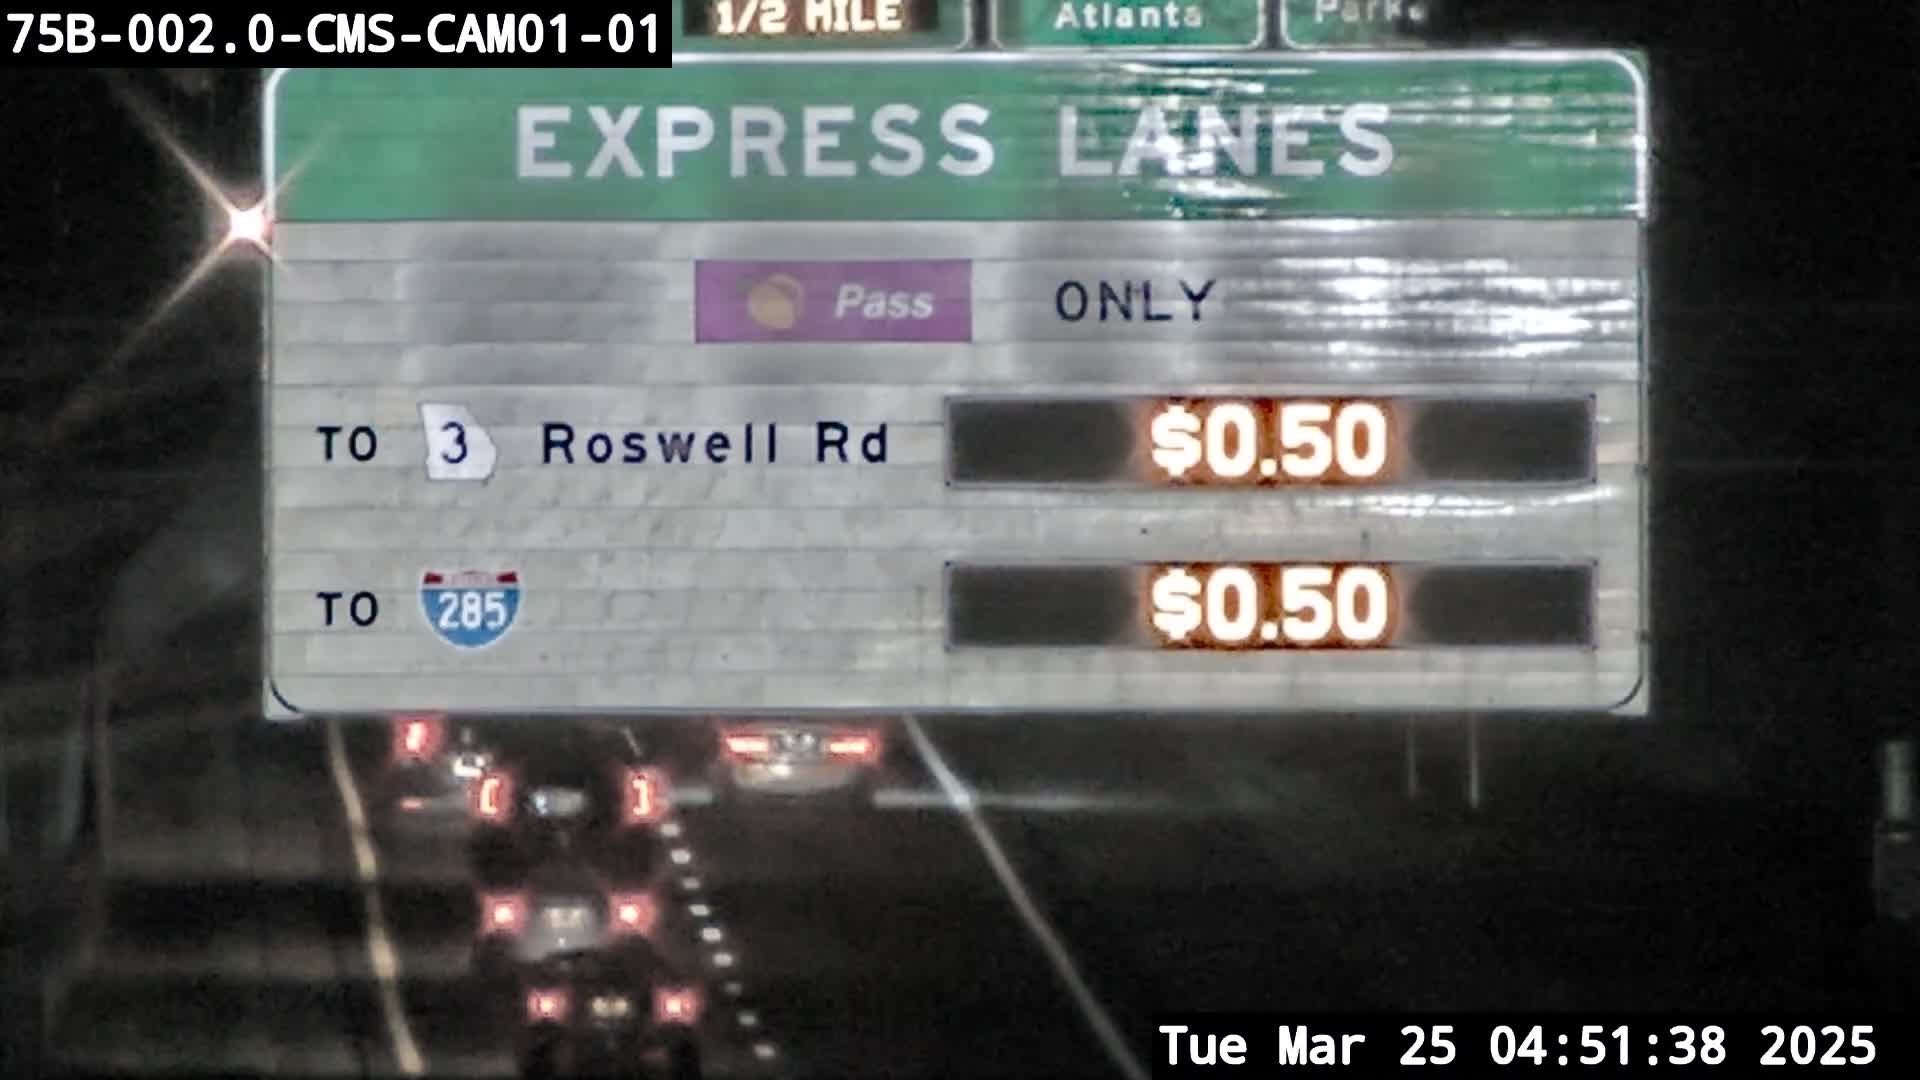 75B-002.0-CMS-CAM01-01
1/2 MILE
Atlanta
EXPRESS LANES
Pass ONLY
TO 3 Roswell Rd $0.50
TO 285 $0.50
Tue Mar 25 04:51:38 2025